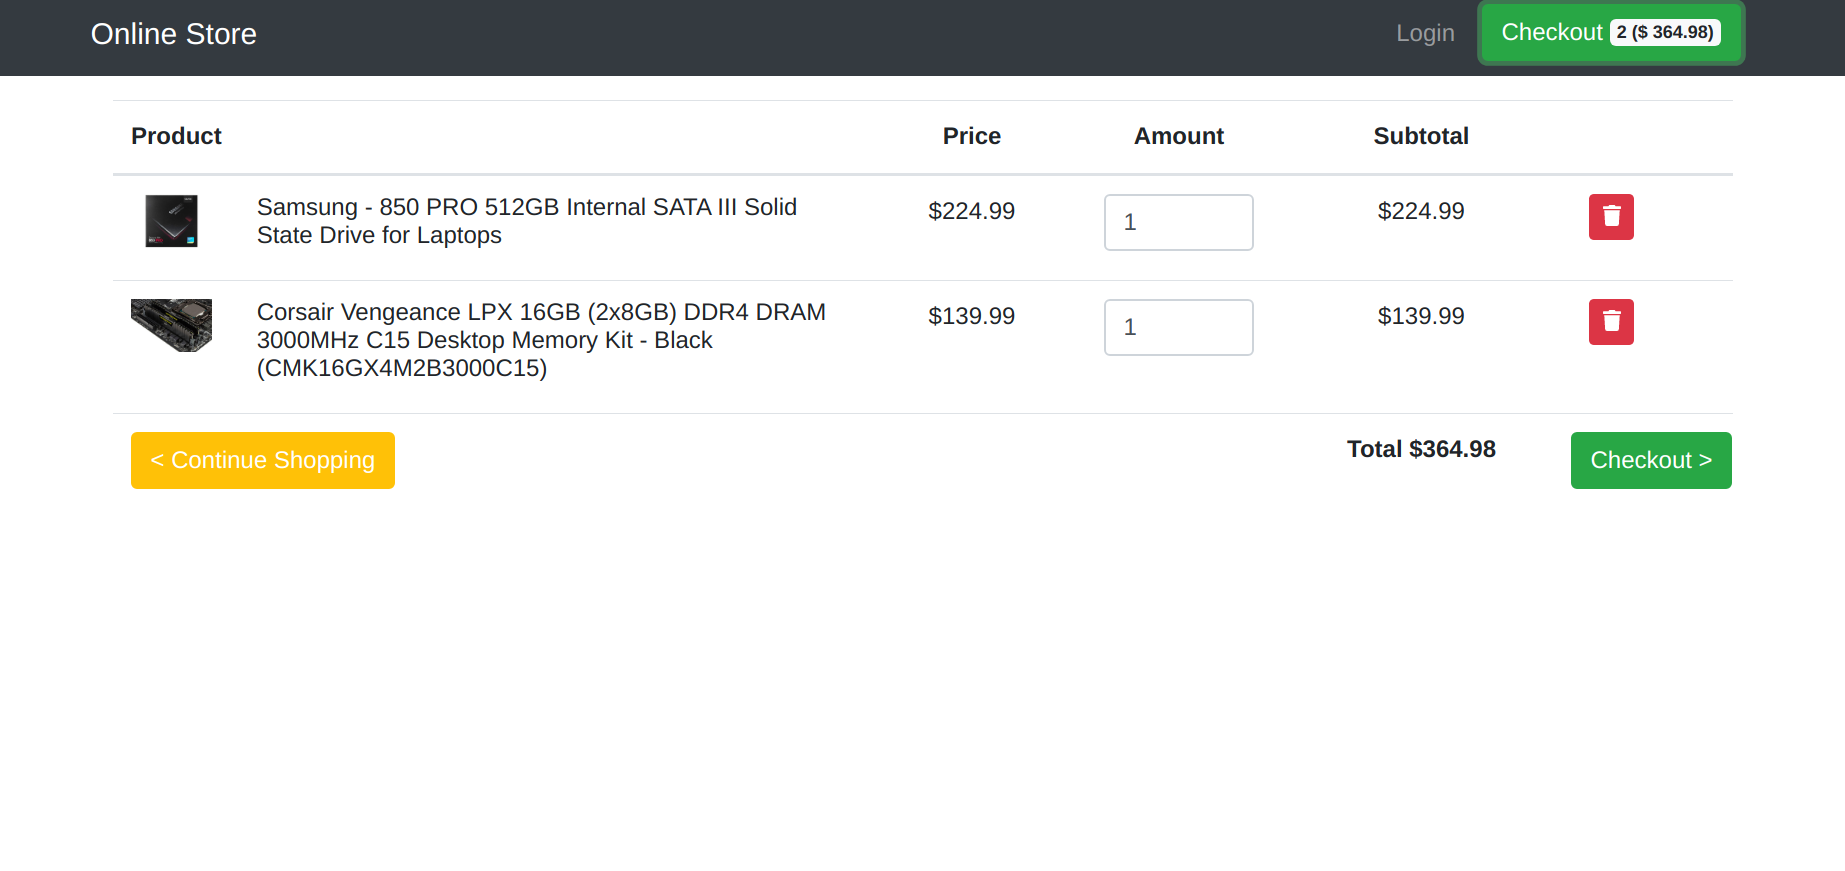 Online Store
Login
Checkout 2 ($ 364.98)
Product Price Amount Subtotal
Samsung - 850 PRO 512GB Internal SATA III Solid
State Drive for Laptops
$224.99
1
$224.99
Corsair Vengeance LPX 16GB (2x8GB) DDR4 DRAM
3000MHz C15 Desktop Memory Kit - Black
(CMK16GX4M2B3000C15)
$139.99
1
$139.99
< Continue Shopping
Total $364.98
Checkout >